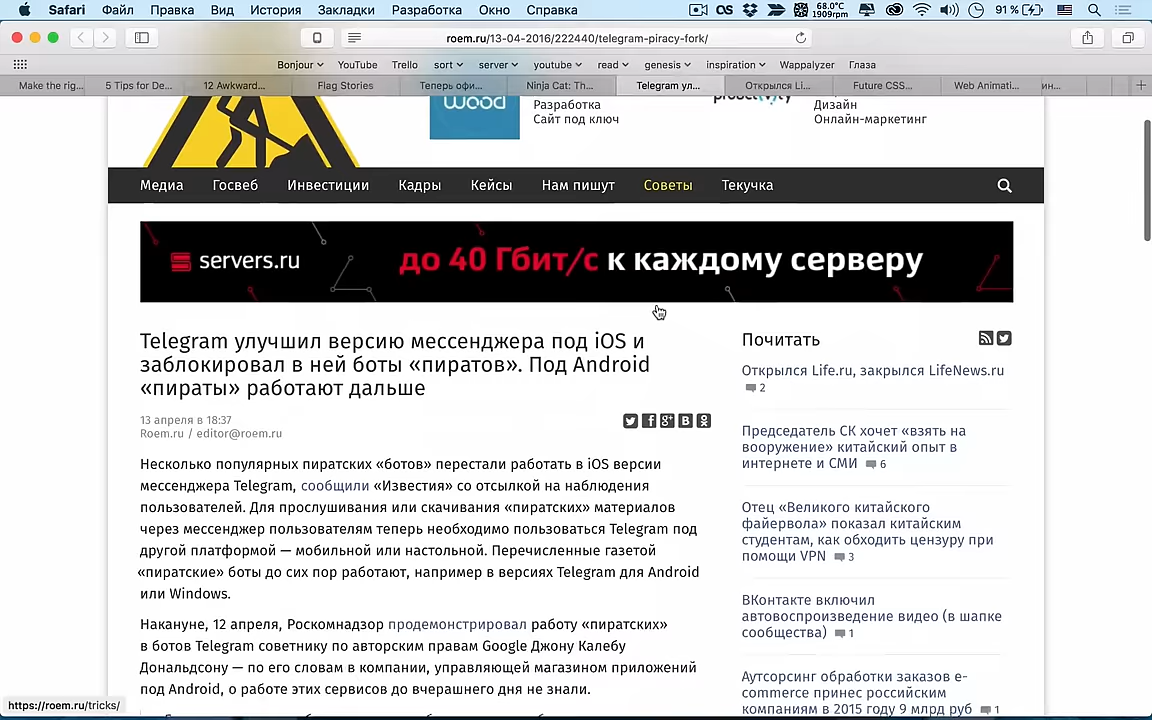 Safari Файл Правка Вид История Закладки Разработка Окно Справка 68.0°C 1909rpm 91 %
roem.ru/13-04-2016/222440/telegram-piracy-fork/
Bonjour YouTube Trello sort server youtube read genesis inspiration Wappalyzer Глаза
Make the rig... 5 Tips for De... 12 Awkward... Flag Stories Теперь офи... Ninja Cat: Th... Telegram ул... Открылся Li... Future CSS... Web Animati... ин...
wood
Разработка
Сайт под ключ
Дизайн
Онлайн-маркетинг
Медиа Госвеб Инвестиции Кадры Кейсы Нам пишут Советы Текучка
servers.ru до 40 Гбит/с к каждому серверу
Telegram улучшил версию мессенджера под iOS и
заблокировал в ней боты «пиратов». Под Android
«пираты» работают дальше
13 апреля в 18:37
Roem.ru / editor@roem.ru
Несколько популярных пиратских «ботов» перестали работать в iOS версии
мессенджера Telegram, сообщили «Известия» со отсылкой на наблюдения
пользователей. Для прослушивания или скачивания «пиратских» материалов
через мессенджер пользователям теперь необходимо пользоваться Telegram под
другой платформой — мобильной или настольной. Перечисленные газетой
«пиратские» боты до сих пор работают, например в версиях Telegram для Android
или Windows.
Накануне, 12 апреля, Роскомнадзор продемонстрировал работу «пиратских»
в ботов Telegram советнику по авторским правам Google Джону Калебу
Дональдсону — по его словам в компании, управляющей магазином приложений
под Android, о работе этих сервисов до вчерашнего дня не знали.
Почитать
Открылся Life.ru, закрылся LifeNews.ru
2
Председатель СК хочет «взять на
вооружение» китайский опыт в
интернете и СМИ 6
Отец «Великого китайского
файервола» показал китайским
студентам, как обходить цензуру при
помощи VPN 3
ВКонтакте включил
автовоспроизведение видео (в шапке
сообщества) 1
Аутсорсинг обработки заказов e-
commerce принес российским
компаниям в 2015 году 9 млрд руб 1
https://roem.ru/tricks/